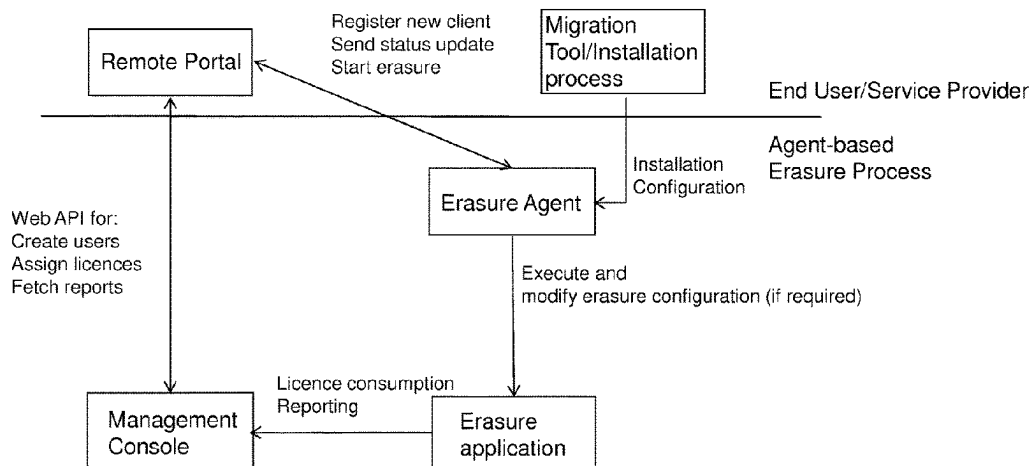 Register new client
Send status update
Start erasure
Migration
Tool/Installation
process
Remote Portal
End User/Service Provider
Agent-based
Erasure Process
Installation
Configuration
Erasure Agent
Web API for:
Create users
Assign licences
Fetch reports
Execute and
modify erasure configuration (if required)
Licence consumption
Reporting
Management
Console
Erasure
application